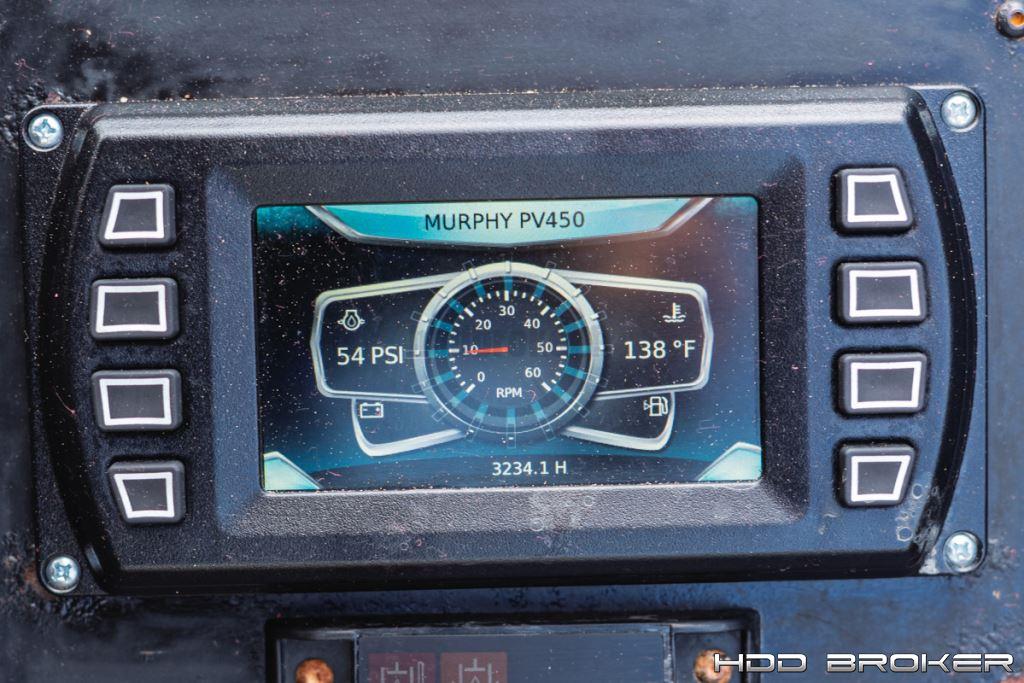 MURPHY PV450
30
20
40
54 PSI
10
50
138 °F
0
60
RPM
3234.1 H
HDD BROKER